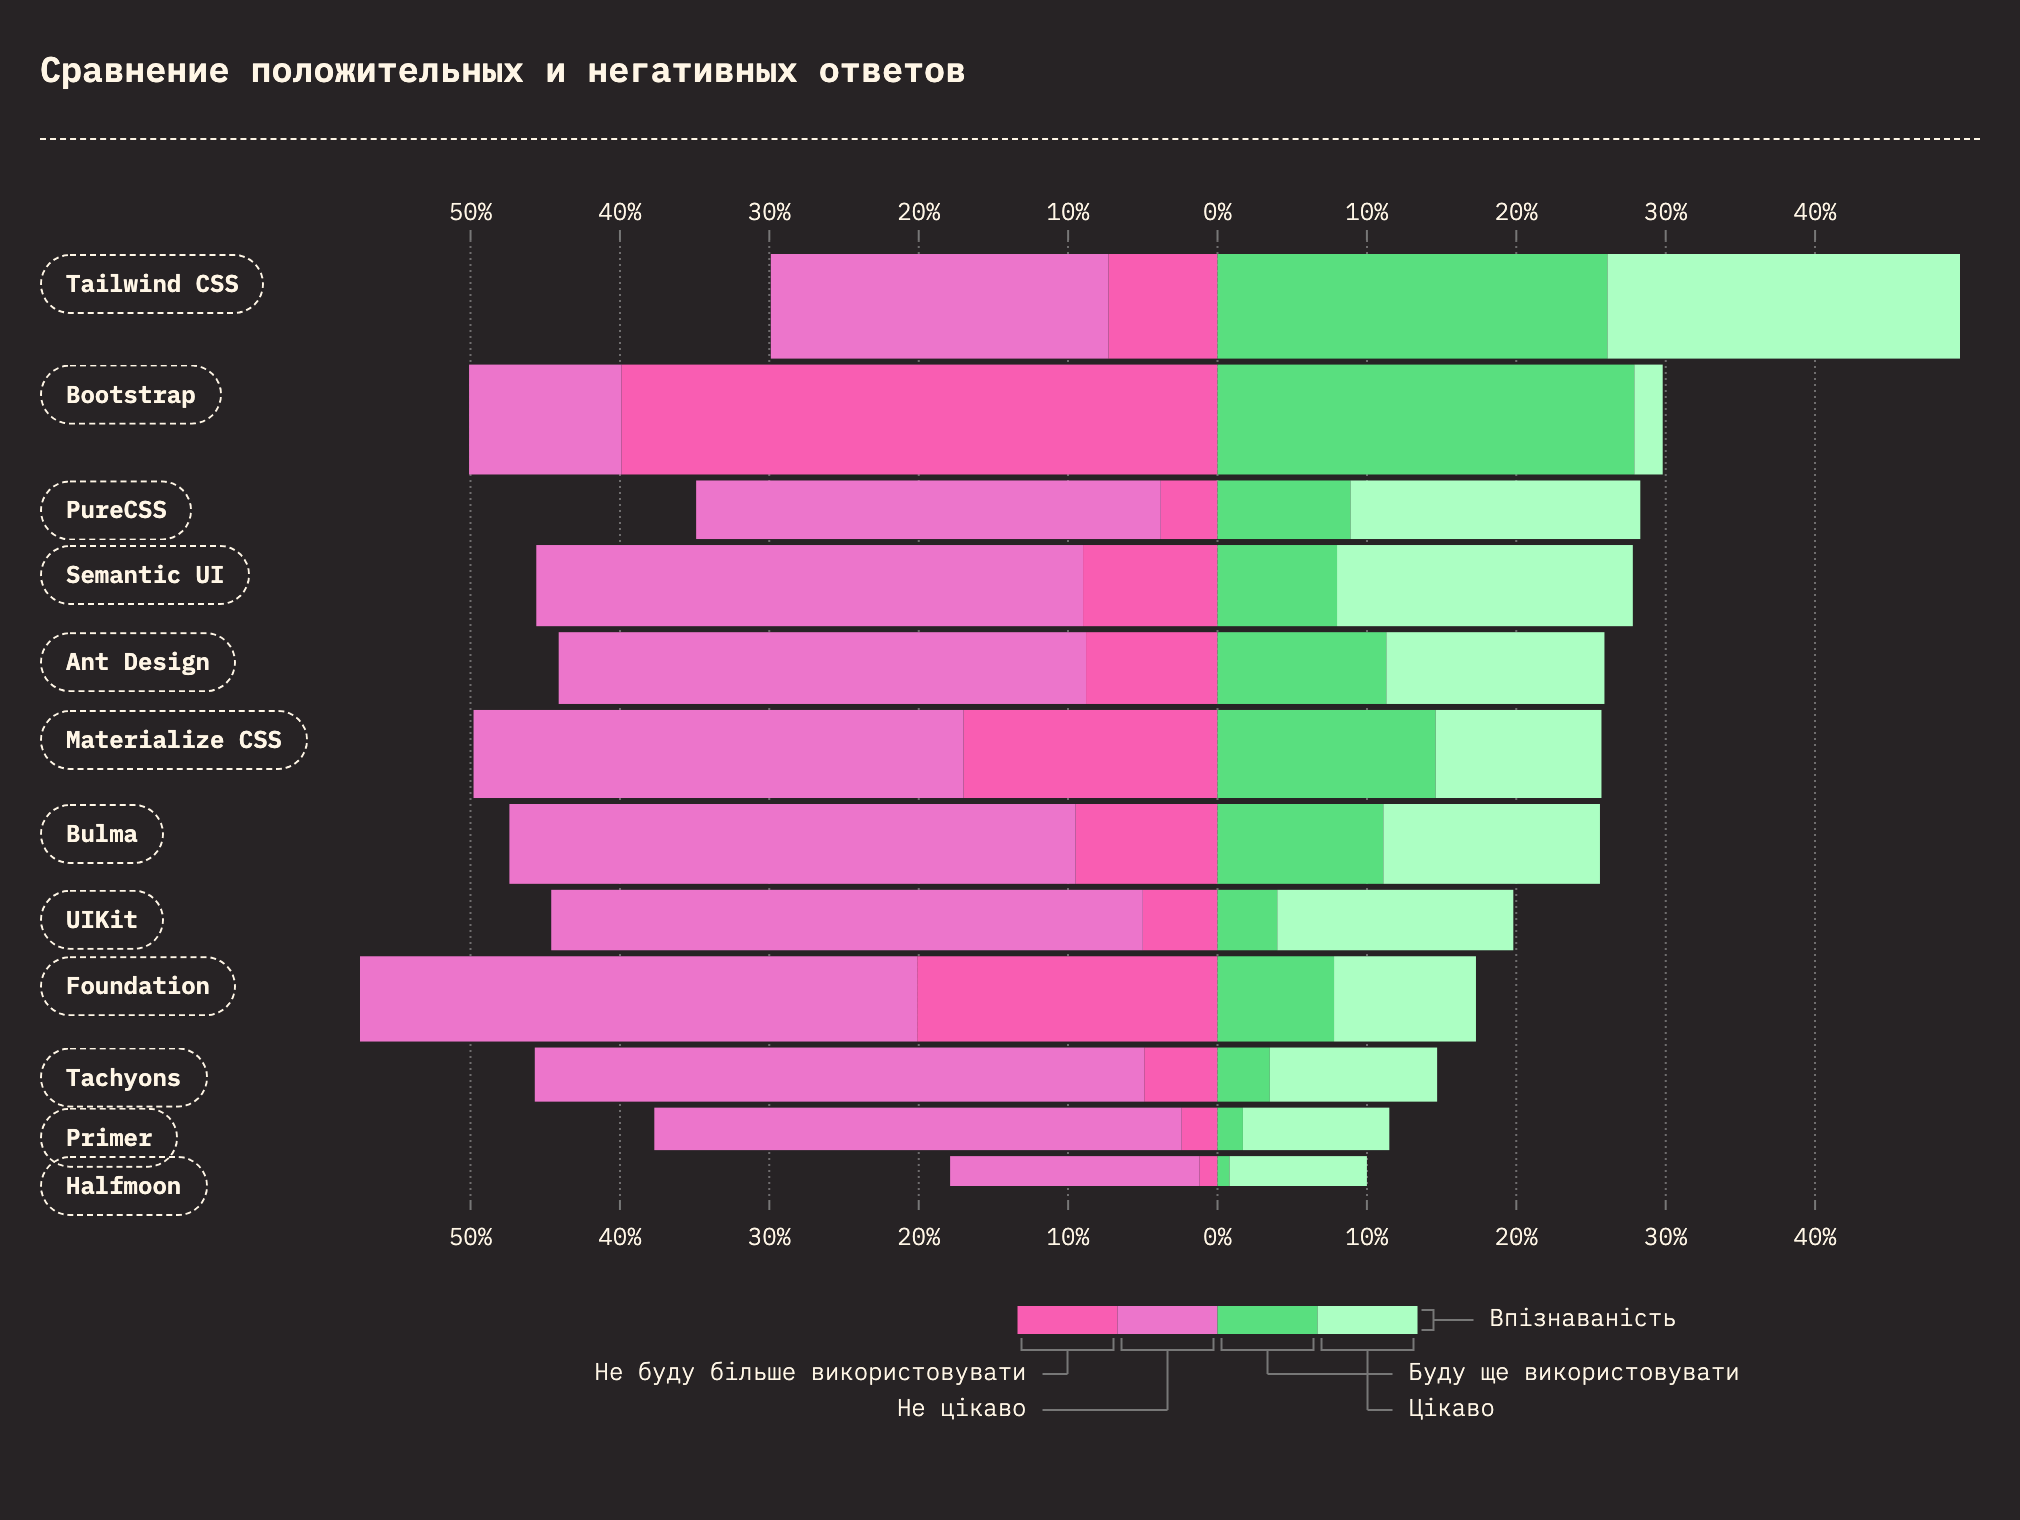 Сравнение положительных и негативных ответов
50% 40% 30% 20% 10% 0% 10% 20% 30% 40%
Tailwind CSS
Bootstrap
PureCSS
Semantic UI
Ant Design
Materialize CSS
Bulma
UIKit
Foundation
Tachyons
Primer
Halfmoon
50% 40% 30% 20% 10% 0% 10% 20% 30% 40%
Впізнаваність
Не буду більше використовувати
Буду ще використовувати
Не цікаво
Цікаво